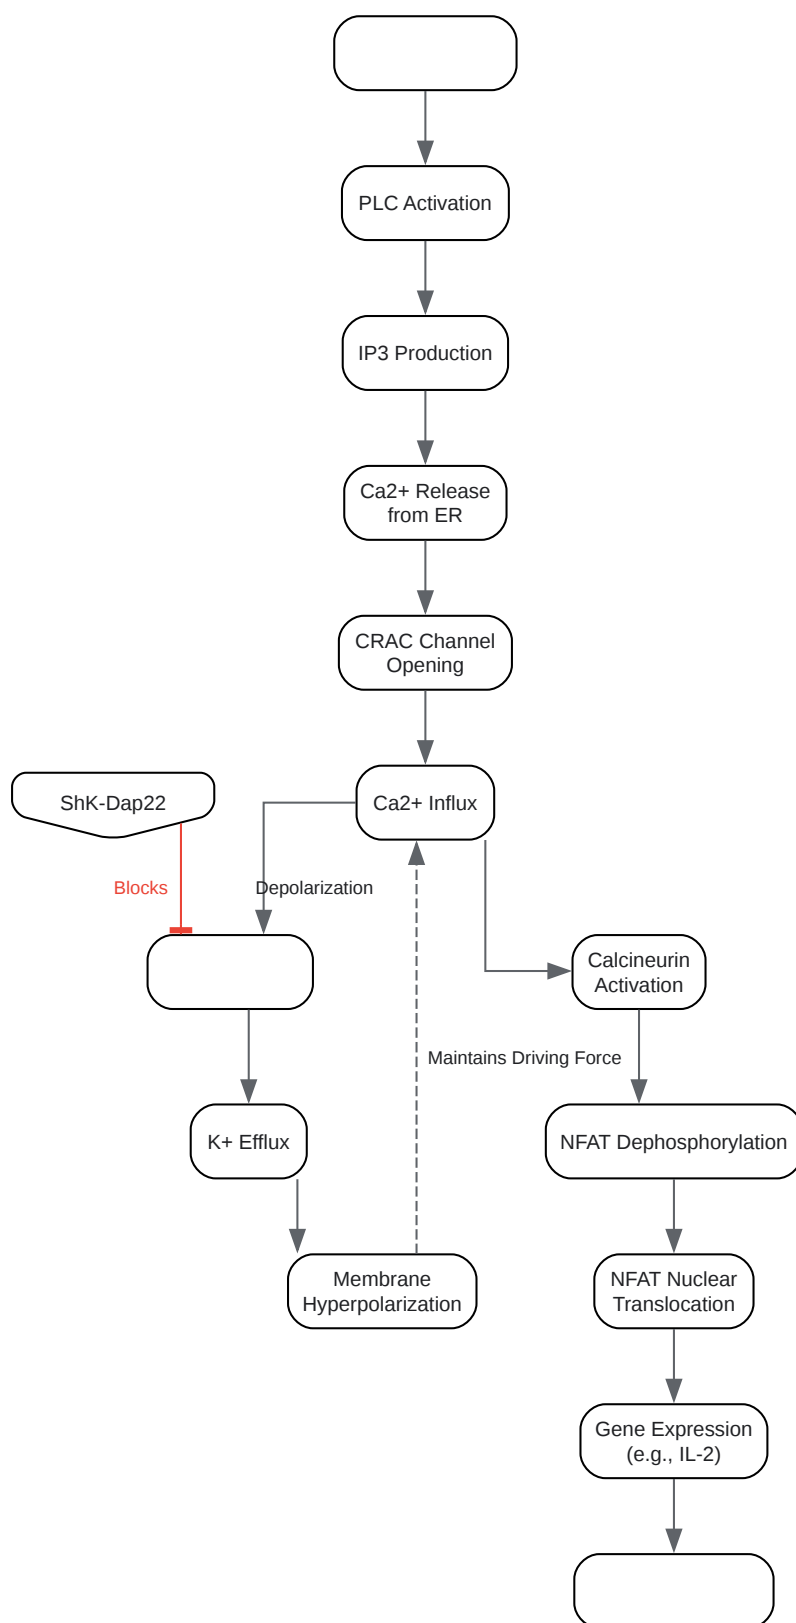 PLC Activation
IP3 Production
Ca2+ Release
from ER
CRAC Channel
Opening
ShK-Dap22
Ca2+ Influx
Blocks
Depolarization
Calcineurin
Activation
Maintains Driving Force
K+ Efflux
NFAT Dephosphorylation
Membrane
Hyperpolarization
NFAT Nuclear
Translocation
Gene Expression
(e.g., IL-2)